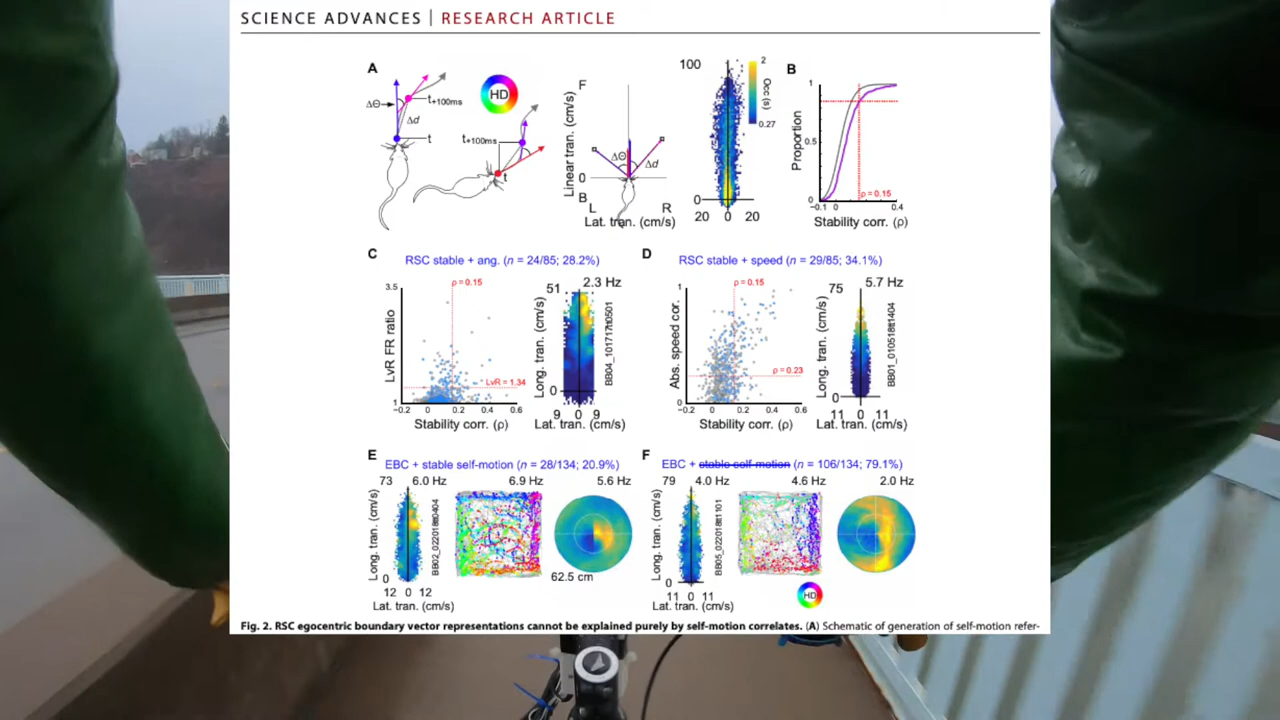 SCIENCE ADVANCES | RESEARCH ARTICLE
A
ΔΘ
t+100ms
Δd
t
HD
t+100ms
t
F
Linear tran. (cm/s)
0
B
L
R
ΔΘ
Δd
Lat. tran. (cm/s)
100
0
20 0 20
2
Occ (s)
0.27
B
Proportion
1
0.5
0
ρ = 0.15
−0.1 0 0.4
Stability corr. (ρ)
C
RSC stable + ang. (n = 24/85; 28.2%)
3.5
LvR FR ratio
1
ρ = 0.15
LvR = 1.34
−0.2 0 0.2 0.4 0.6
Stability corr. (ρ)
51
2.3 Hz
Long. tran. (cm/s)
0
BB04_101717tt0501
9 0 9
Lat. tran. (cm/s)
D
RSC stable + speed (n = 29/85; 34.1%)
1
Abs. speed cor.
0
ρ = 0.15
ρ = 0.23
−0.2 0 0.2 0.4 0.6
Stability corr. (ρ)
75
5.7 Hz
Long. tran. (cm/s)
0
BB01_010518tt1404
11 0 11
Lat. tran. (cm/s)
E
EBC + stable self-motion (n = 28/134; 20.9%)
73
6.0 Hz
6.9 Hz
5.6 Hz
Long. tran. (cm/s)
0
BB02_022018tt0404
62.5 cm
12 0 12
Lat. tran. (cm/s)
F
EBC + stable self-motion (n = 106/134; 79.1%)
79
4.0 Hz
4.6 Hz
2.0 Hz
Long. tran. (cm/s)
0
BB05_022018tt1101
11 0 11
Lat. tran. (cm/s)
HD
Fig. 2. RSC egocentric boundary vector representations cannot be explained purely by self-motion correlates. (A) Schematic of generation of self-motion refer-